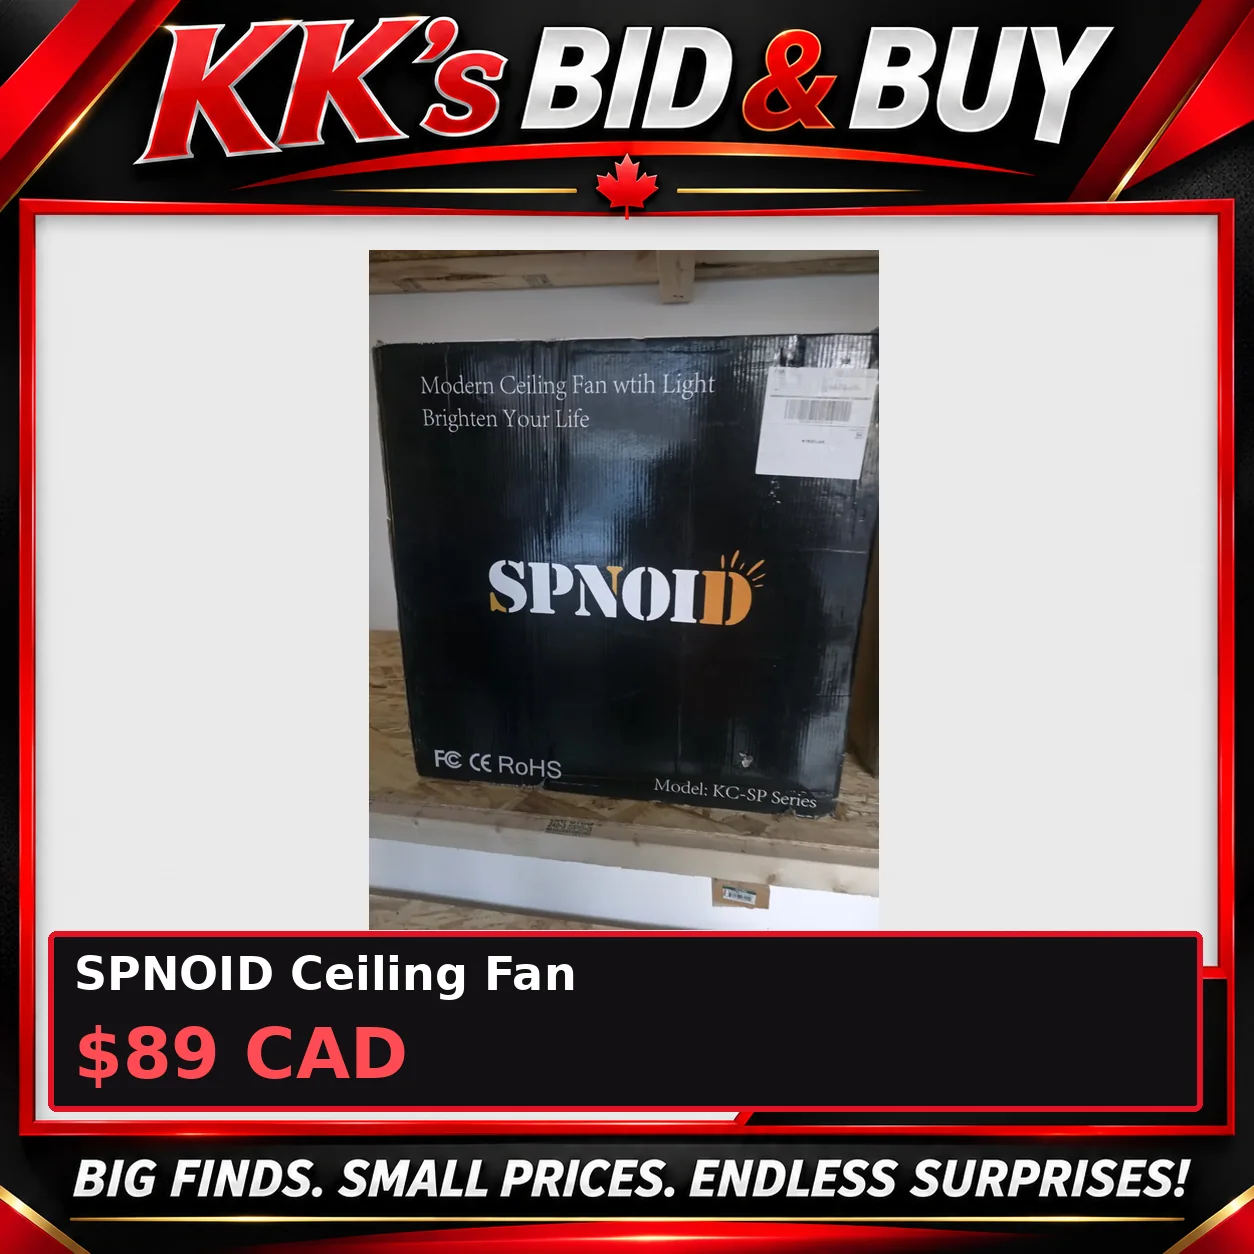 KK's BID & BUY
Modern Ceiling Fan wtih Light
Brighten Your Life
SPNOID
FC CE RoHS
Model: KC-SP Series
SPNOID Ceiling Fan
$89 CAD
BIG FINDS. SMALL PRICES. ENDLESS SURPRISES!